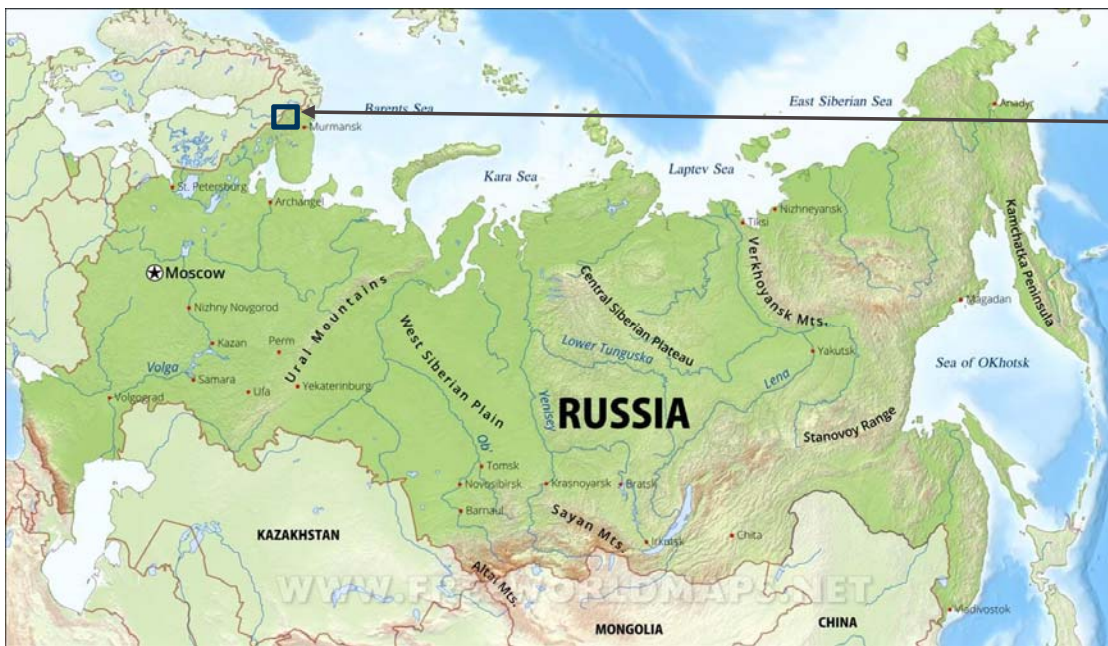 Barents Sea
East Siberian Sea
Anadyr
Murmansk
Kara Sea
Laptev Sea
St. Petersburg
Archangel
Nizhneyansk
Tiksi
Kamchatka Peninsula
Moscow
Verkhoyansk Mts.
Ural Mountains
Central Siberian Plateau
Magadan
Nizhny Novgorod
West Siberian Plain
Kazan
Perm
Lower Tunguska
Yakutsk
Sea of OKhotsk
Volga
Samara
Ufa
Yekaterinburg
Lena
Volgograd
Yenisey
RUSSIA
Stanovoy Range
Ob'
Tomsk
Novosibirsk
Krasnoyarsk
Bratsk
Barnaul
Sayan Mts.
KAZAKHSTAN
Irkutsk
Chita
Altai Mts.
WWW.FREEWORLDMAPS.NET
Vladivostok
MONGOLIA
CHINA